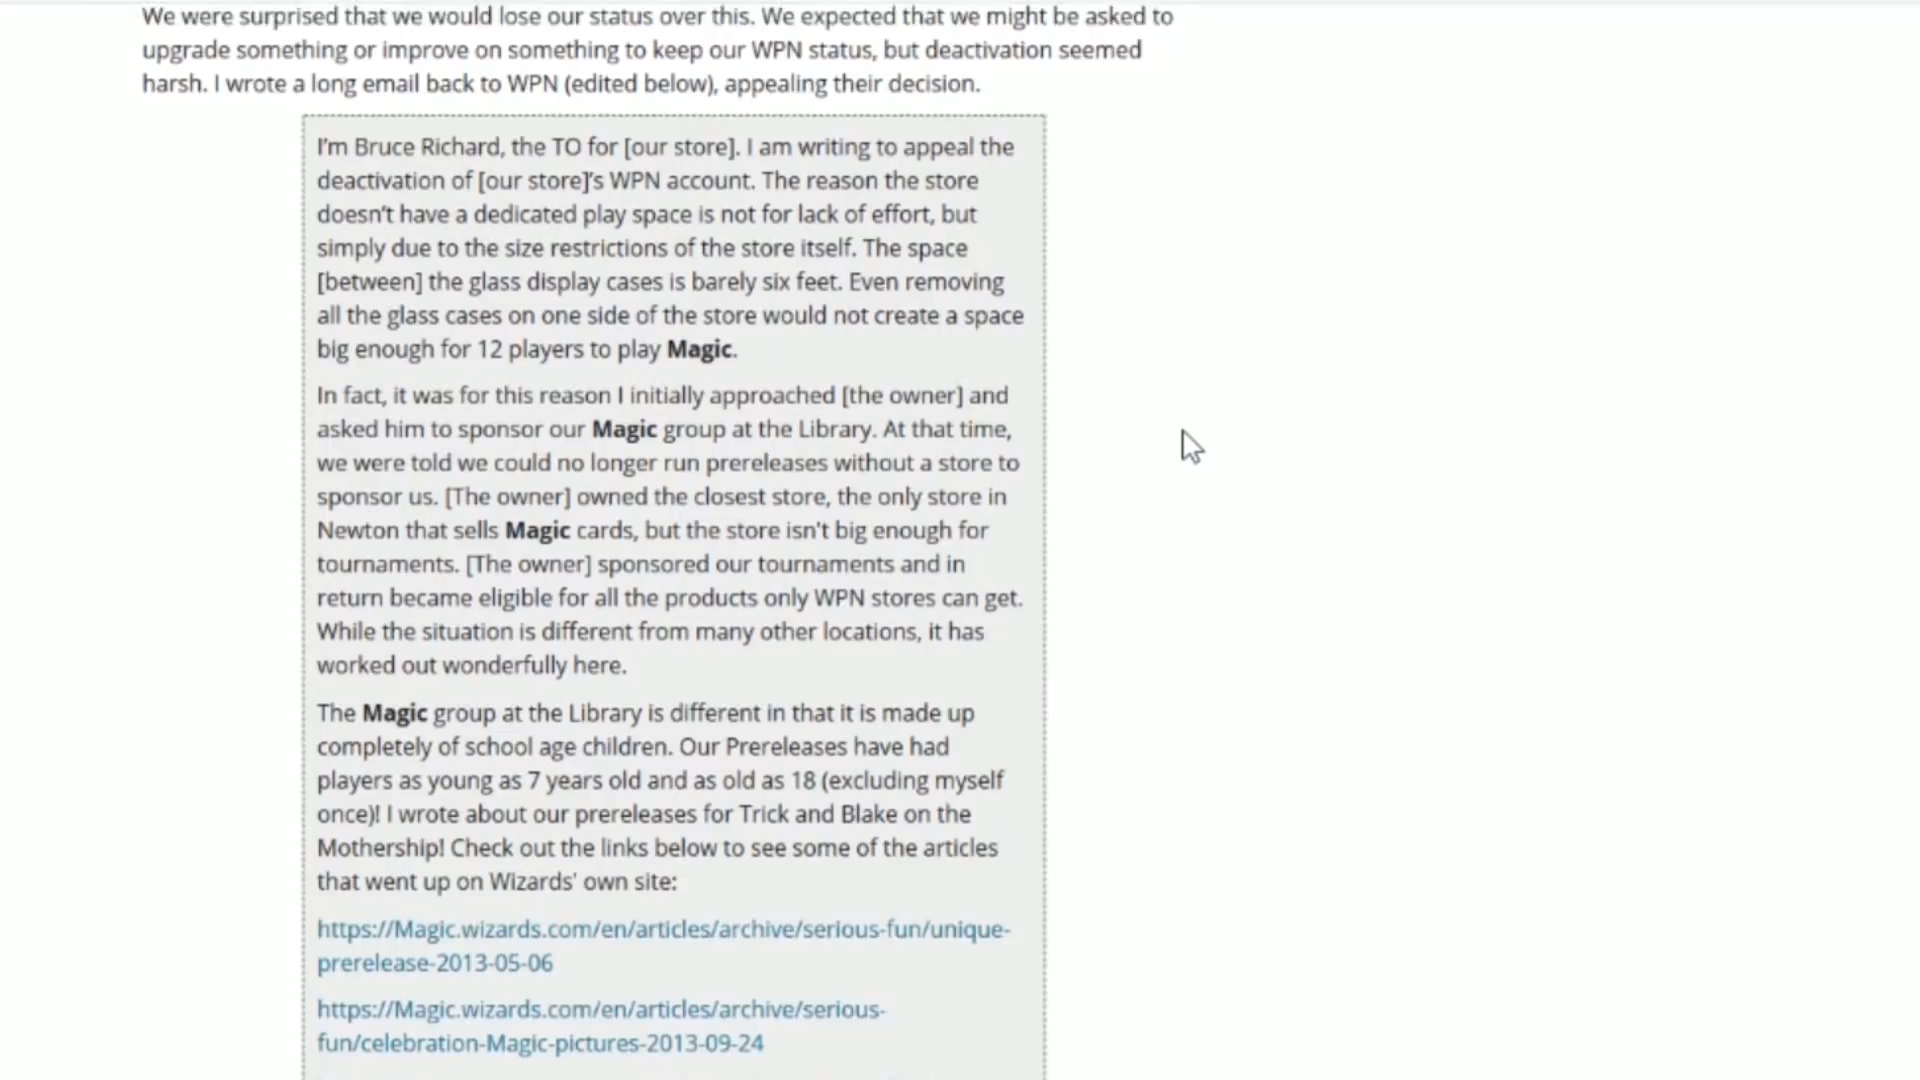 We were surprised that we would lose our status over this. We expected that we might be asked to
upgrade something or improve on something to keep our WPN status, but deactivation seemed
harsh. I wrote a long email back to WPN (edited below), appealing their decision.
I'm Bruce Richard, the TO for [our store]. I am writing to appeal the
deactivation of [our store]'s WPN account. The reason the store
doesn't have a dedicated play space is not for lack of effort, but
simply due to the size restrictions of the store itself. The space
[between] the glass display cases is barely six feet. Even removing
all the glass cases on one side of the store would not create a space
big enough for 12 players to play Magic.
In fact, it was for this reason I initially approached [the owner] and
asked him to sponsor our Magic group at the Library. At that time,
we were told we could no longer run prereleases without a store to
sponsor us. [The owner] owned the closest store, the only store in
Newton that sells Magic cards, but the store isn't big enough for
tournaments. [The owner] sponsored our tournaments and in
return became eligible for all the products only WPN stores can get.
While the situation is different from many other locations, it has
worked out wonderfully here.
The Magic group at the Library is different in that it is made up
completely of school age children. Our Prereleases have had
players as young as 7 years old and as old as 18 (excluding myself
once)! I wrote about our prereleases for Trick and Blake on the
Mothership! Check out the links below to see some of the articles
that went up on Wizards' own site:
https://Magic.wizards.com/en/articles/archive/serious-fun/unique-
prerelease-2013-05-06
https://Magic.wizards.com/en/articles/archive/serious-
fun/celebration-Magic-pictures-2013-09-24